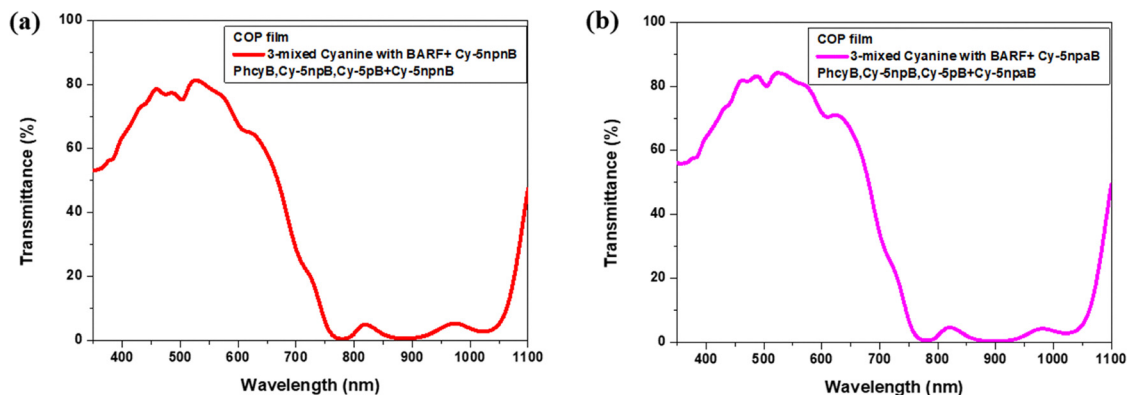 (a)
100
80
60
40
20
0
Transmittance (%)
COP film
3-mixed Cyanine with BARF+ Cy-5npnB
PhcyB,Cy-5npB,Cy-5pB+Cy-5npnB
400 500 600 700 800 900 1000 1100
Wavelength (nm)
(b)
100
80
60
40
20
0
Transmittance (%)
COP film
3-mixed Cyanine with BARF+ Cy-5npaB
PhcyB,Cy-5npB,Cy-5pB+Cy-5npaB
400 500 600 700 800 900 1000 1100
Wavelength (nm)